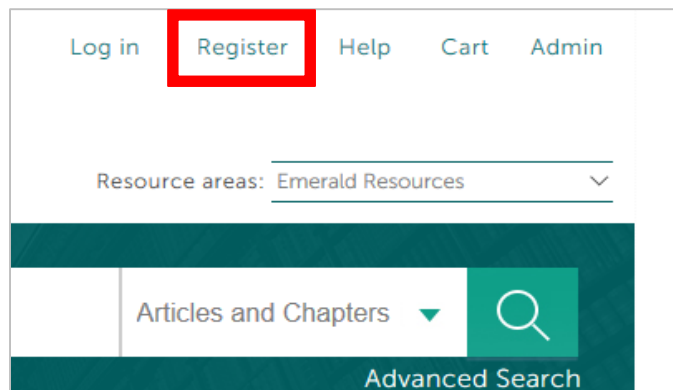 Log in Register Help Cart Admin
Resource areas: Emerald Resources
Articles and Chapters
Advanced Search